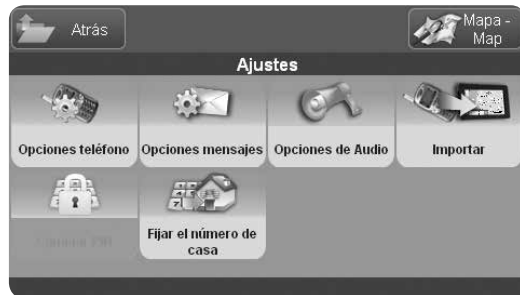 Atrás
Mapa -
Map
Ajustes
Opciones teléfono
Opciones mensajes
Opciones de Audio
Importar
Fijar el número de
casa